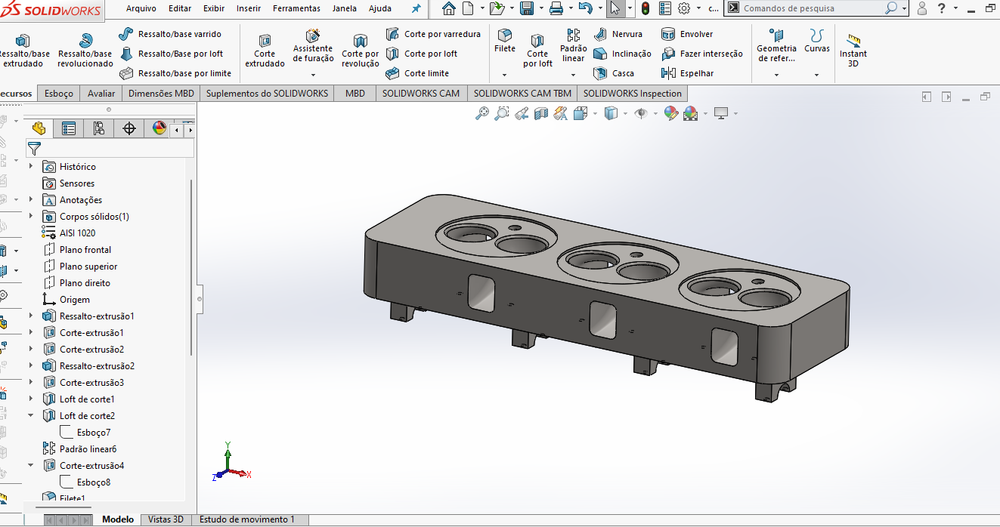 SOLIDWORKS
Arquivo Editar Exibir Inserir Ferramentas Janela Ajuda
c...
Comandos de pesquisa
?
Ressalto/base
extrudado
Ressalto/base
revolucionado
Ressalto/base varrido
Ressalto/Base por loft
Ressalto/base por limite
Corte
extrudado
Assistente
de furação
Corte por
revolução
Corte por varredura
Corte por loft
Corte limite
Filete
Corte
por loft
Padrão
linear
Nervura
Inclinação
Casca
Envolver
Fazer interseção
Espelhar
Geometria
de refer...
Curvas
Instant
3D
ecursos Esboço Avaliar Dimensões MBD Suplementos do SOLIDWORKS MBD SOLIDWORKS CAM SOLIDWORKS CAM TBM SOLIDWORKS Inspection
Histórico
Sensores
Anotações
Corpos sólidos(1)
AISI 1020
Plano frontal
Plano superior
Plano direito
Origem
Ressalto-extrusão1
Corte-extrusão1
Corte-extrusão2
Ressalto-extrusão2
Corte-extrusão3
Loft de corte1
Loft de corte2
Esboço7
Padrão linear6
Corte-extrusão4
Esboço8
Filete1
Y
Z
X
Modelo Vistas 3D Estudo de movimento 1